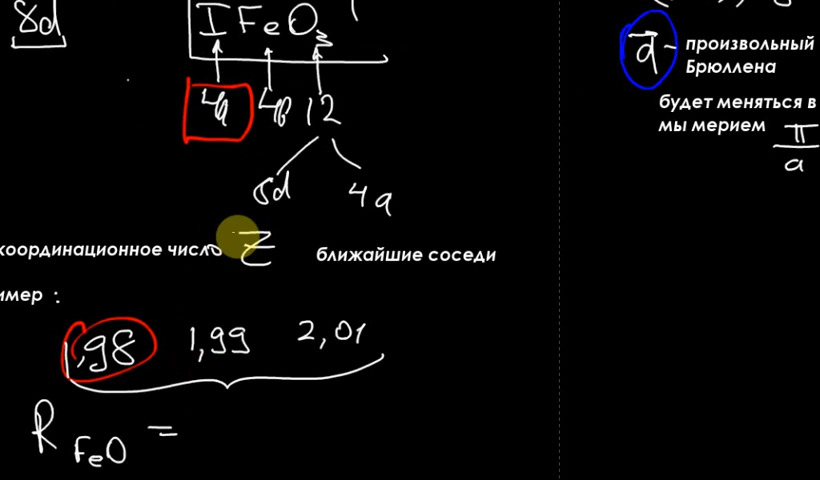 8d
IFeO₃
4a 4b 12
8d 4a
координационное число Z ближайшие соседи
имер :
1,98 1,99 2,01
R FeO =
d - произвольный
Брюллена
будет меняться в
мы мерием π/a